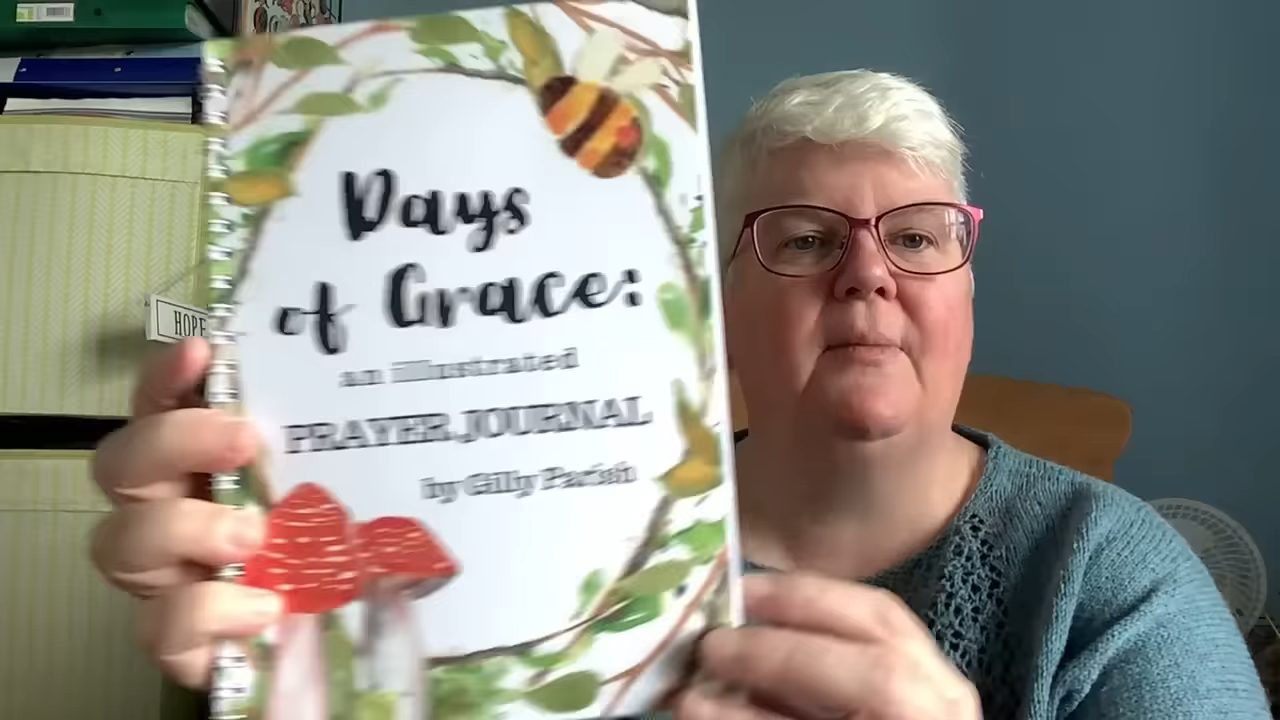 Days
of Grace:
an illustrated
PRAYER JOURNAL
by Gilly Parish
HOPE